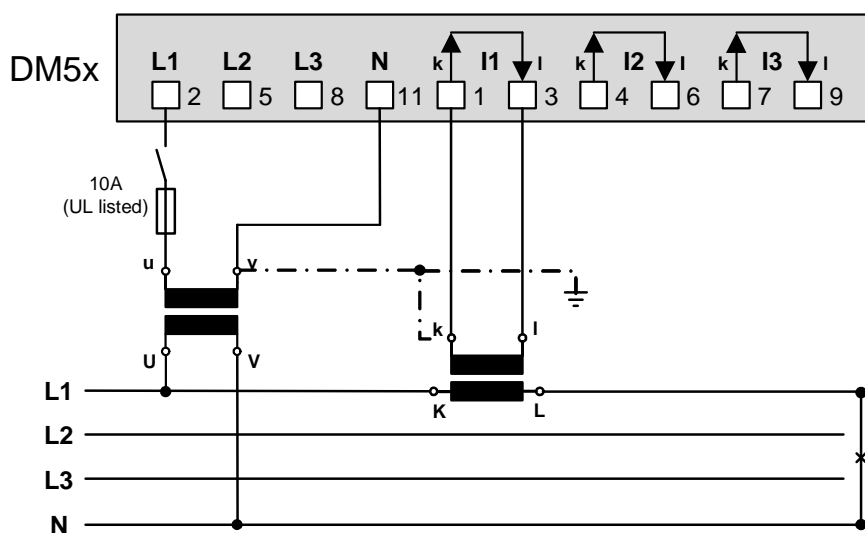 L1 L2 L3 N k I1 l k I2 l k I3 l
DM5x
2 5 8 11 1 3 4 6 7 9
10A
(UL listed)
u v
k l
U V
L1
K L
L2
L3
N